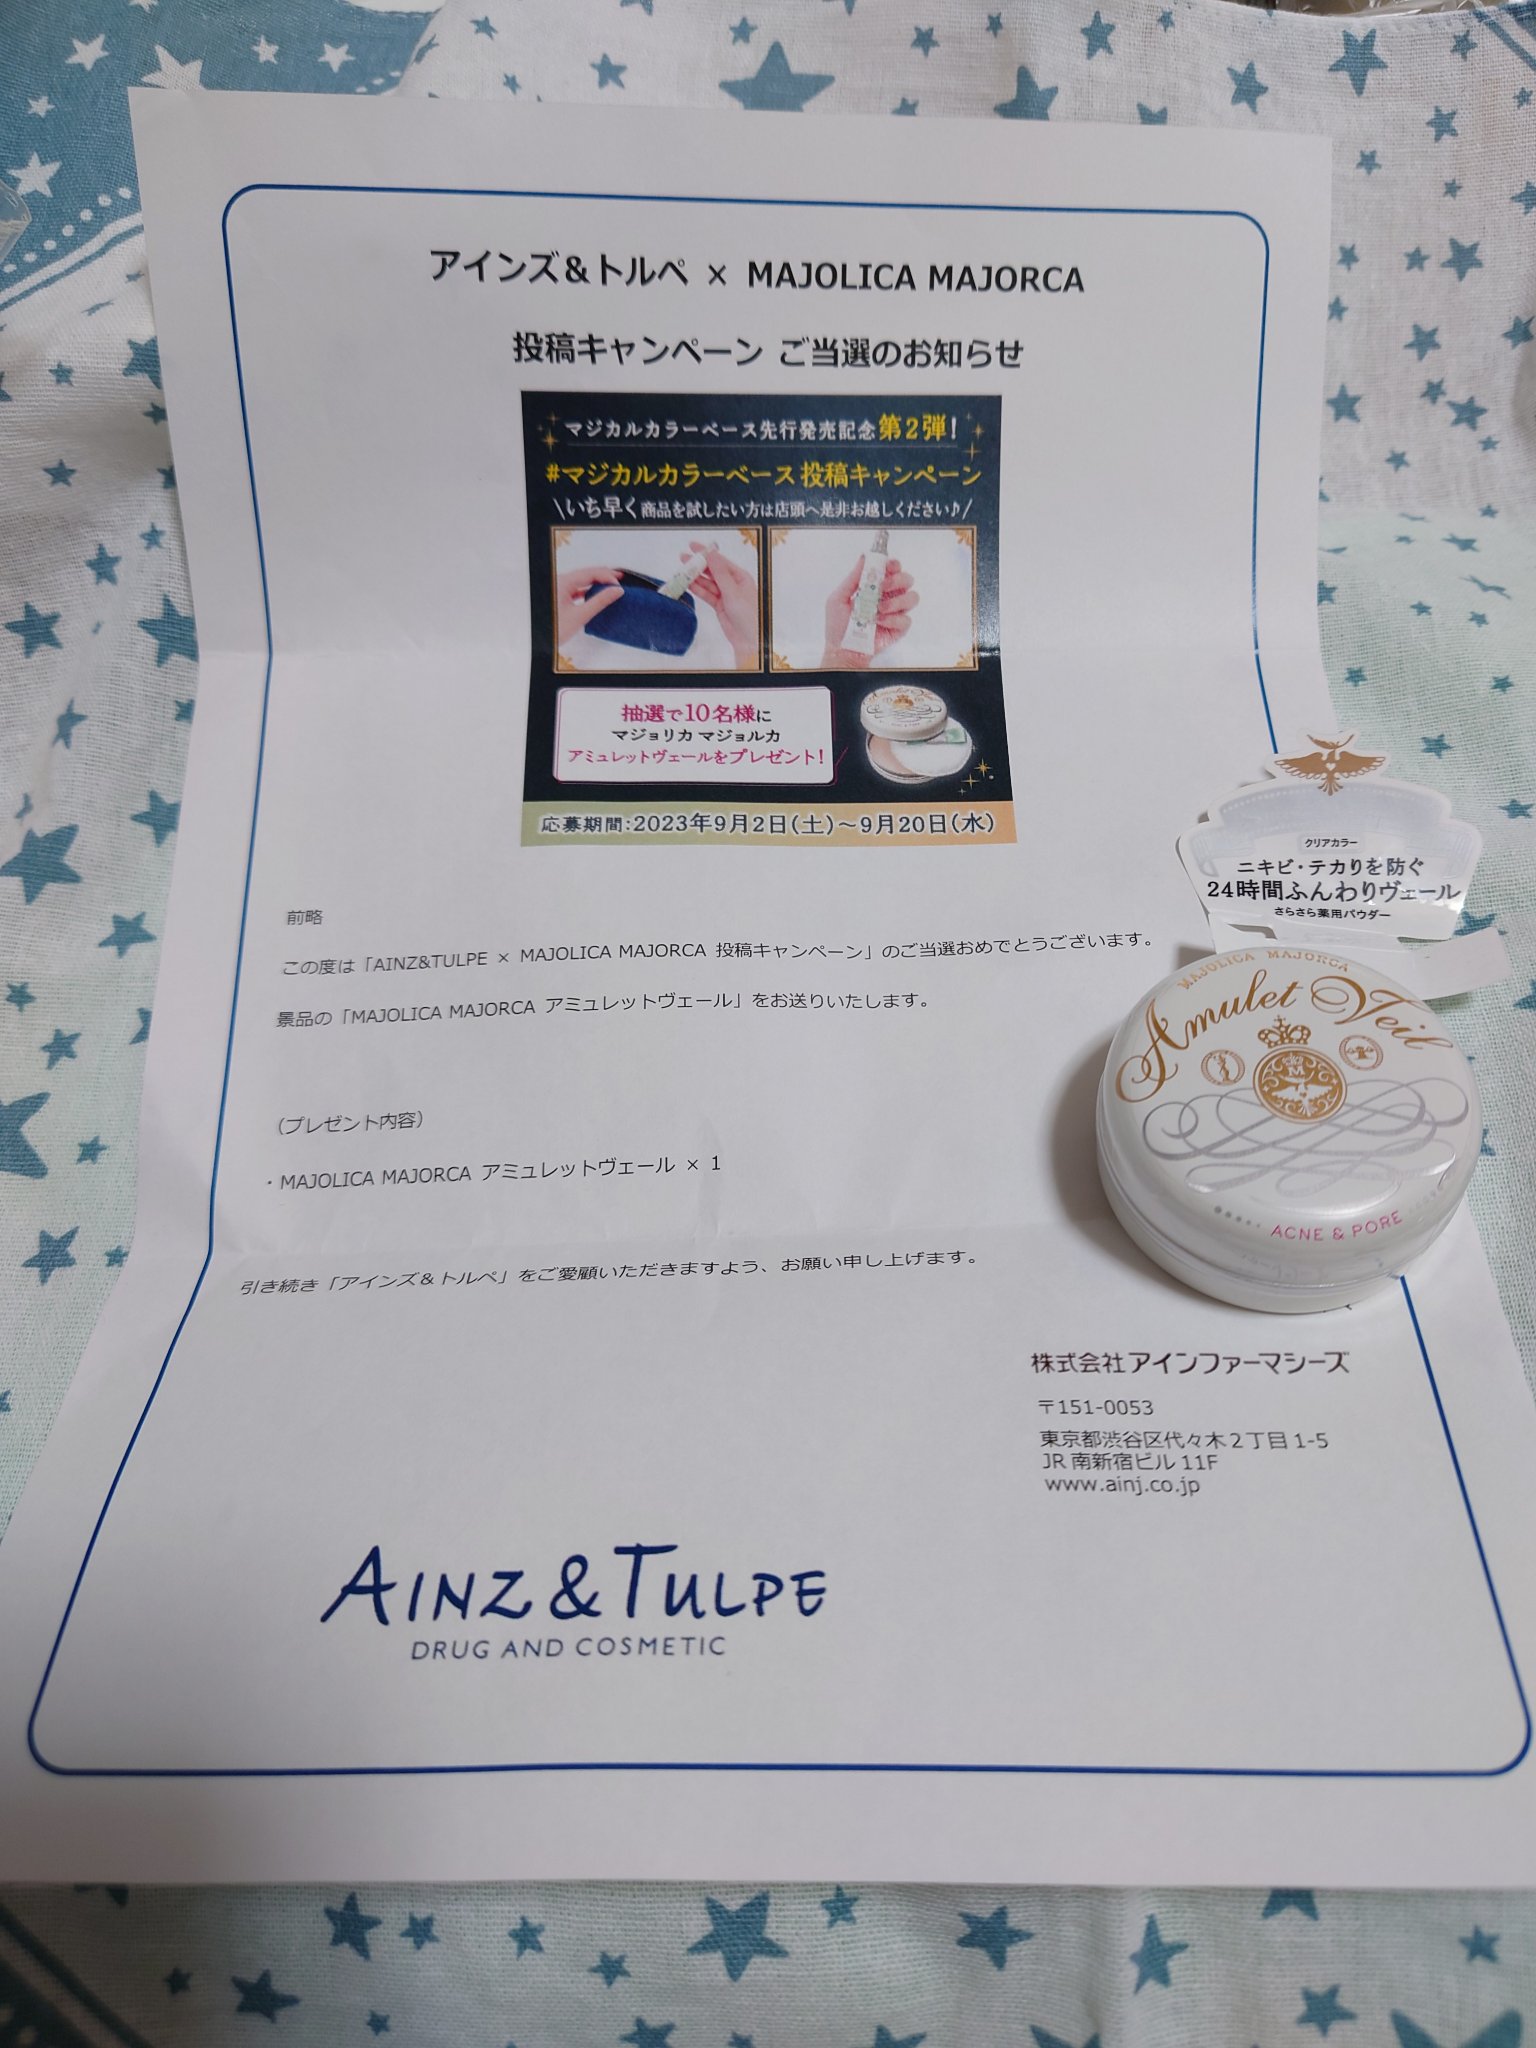 アインズ＆トルペ × MAJOLICA MAJORCA
投稿キャンペーン ご当選のお知らせ
マジカルカラーベース先行発売記念第2弾！
#マジカルカラーベース 投稿キャンペーン
\いち早く商品を試したい方は店頭へ是非お越しください♪/
抽選で10名様に
マジョリカ マジョルカ
アミュレットヴェールをプレゼント！
Amulet Veil
応募期間:2023年9月2日(土)～9月20日(水)
前略
この度は「AINZ&TULPE × MAJOLICA MAJORCA 投稿キャンペーン」のご当選おめでとうございます。
景品の「MAJOLICA MAJORCA アミュレットヴェール」をお送りいたします。
（プレゼント内容）
・MAJOLICA MAJORCA アミュレットヴェール × 1
引き続き「アインズ＆トルペ」をご愛顧いただきますよう、お願い申し上げます。
クリアカラー
ニキビ・テカリを防ぐ
24時間ふんわりヴェール
さらさら薬用パウダー
MAJOLICA MAJORCA
Amulet Veil
M
ACNE & PORE
株式会社アインファーマシーズ
〒151-0053
東京都渋谷区代々木２丁目1-5
JR南新宿ビル11F
www.ainj.co.jp
AINZ&TULPE
DRUG AND COSMETIC